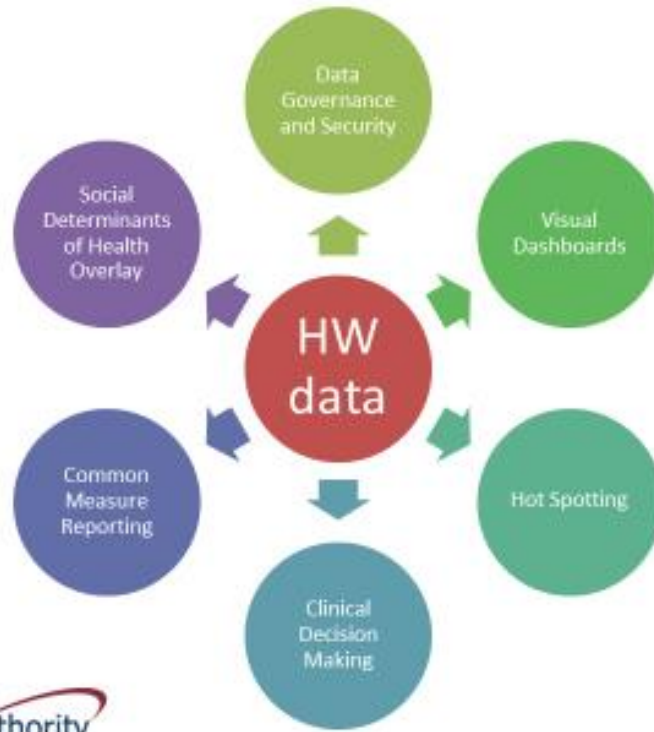 Data
Governance
and Security
Visual
Dashboards
Hot Spotting
Clinical
Decision
Making
Common
Measure
Reporting
Social
Determinants
of Health
Overlay
HW
data